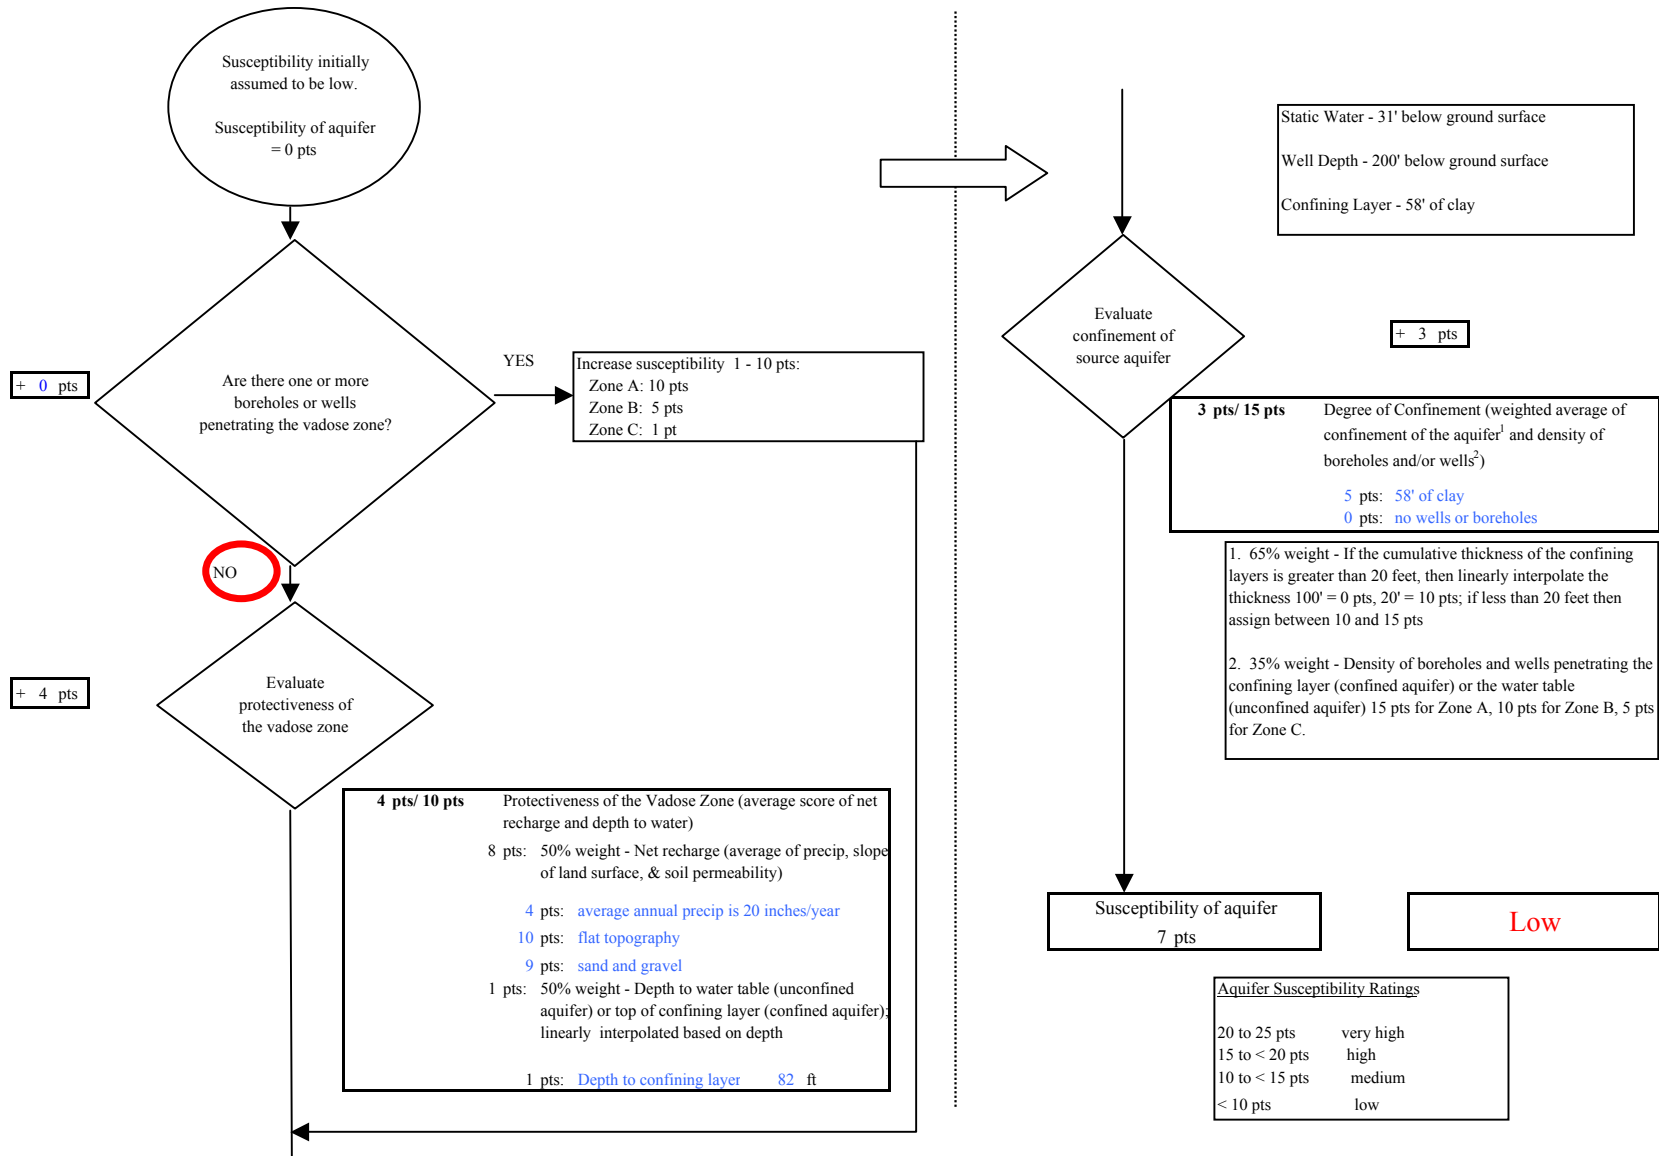 Susceptibility initially
assumed to be low.
Susceptibility of aquifer
= 0 pts
+ 0 pts
Are there one or more
boreholes or wells
penetrating the vadose zone?
YES
Increase susceptibility 1 - 10 pts:
Zone A: 10 pts
Zone B: 5 pts
Zone C: 1 pt
NO
+ 4 pts
Evaluate
protectiveness of
the vadose zone
4 pts/ 10 pts Protectiveness of the Vadose Zone (average score of net
recharge and depth to water)
8 pts: 50% weight - Net recharge (average of precip, slope
of land surface, & soil permeability)
4 pts: average annual precip is 20 inches/year
10 pts: flat topography
9 pts: sand and gravel
1 pts: 50% weight - Depth to water table (unconfined
aquifer) or top of confining layer (confined aquifer);
linearly interpolated based on depth
1 pts: Depth to confining layer 82 ft
Static Water - 31' below ground surface
Well Depth - 200' below ground surface
Confining Layer - 58' of clay
Evaluate
confinement of
source aquifer
+ 3 pts
3 pts/ 15 pts Degree of Confinement (weighted average of
confinement of the aquifer1 and density of
boreholes and/or wells2)
5 pts: 58' of clay
0 pts: no wells or boreholes
1. 65% weight - If the cumulative thickness of the confining
layers is greater than 20 feet, then linearly interpolate the
thickness 100' = 0 pts, 20' = 10 pts; if less than 20 feet then
assign between 10 and 15 pts
2. 35% weight - Density of boreholes and wells penetrating the
confining layer (confined aquifer) or the water table
(unconfined aquifer) 15 pts for Zone A, 10 pts for Zone B, 5 pts
for Zone C.
Susceptibility of aquifer
7 pts
Low
Aquifer Susceptibility Ratings
20 to 25 pts very high
15 to < 20 pts high
10 to < 15 pts medium
< 10 pts low